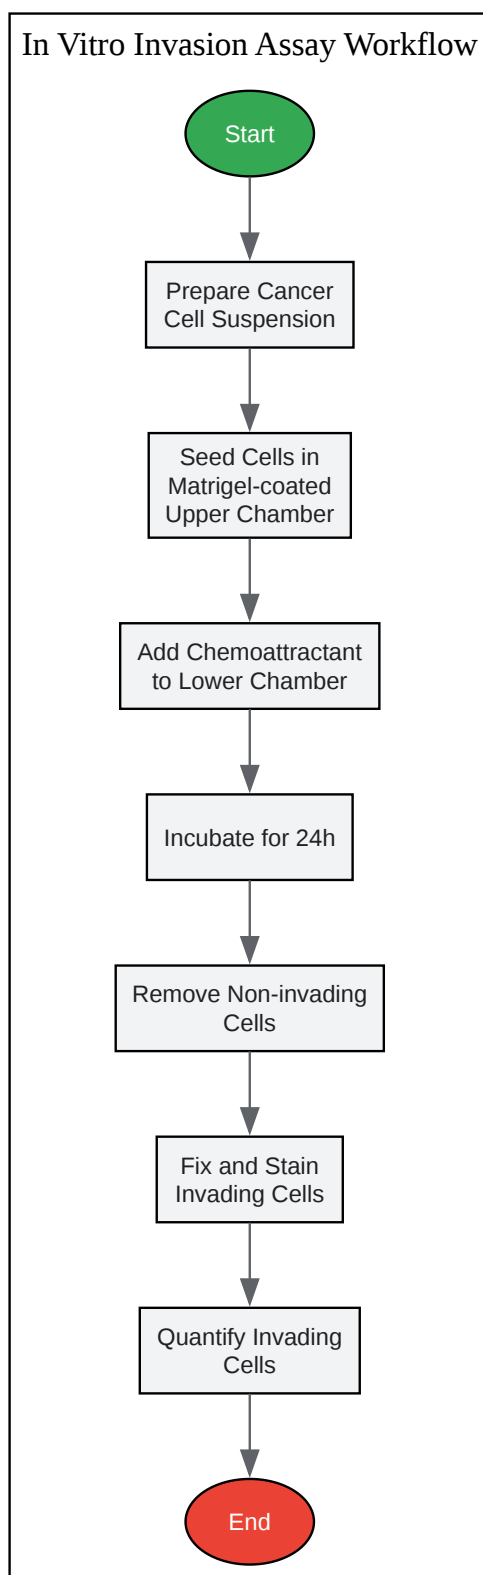 In Vitro Invasion Assay Workflow
Start
Prepare Cancer
Cell Suspension
Seed Cells in
Matrigel-coated
Upper Chamber
Add Chemoattractant
to Lower Chamber
Incubate for 24h
Remove Non-invading
Cells
Fix and Stain
Invading Cells
Quantify Invading
Cells
End